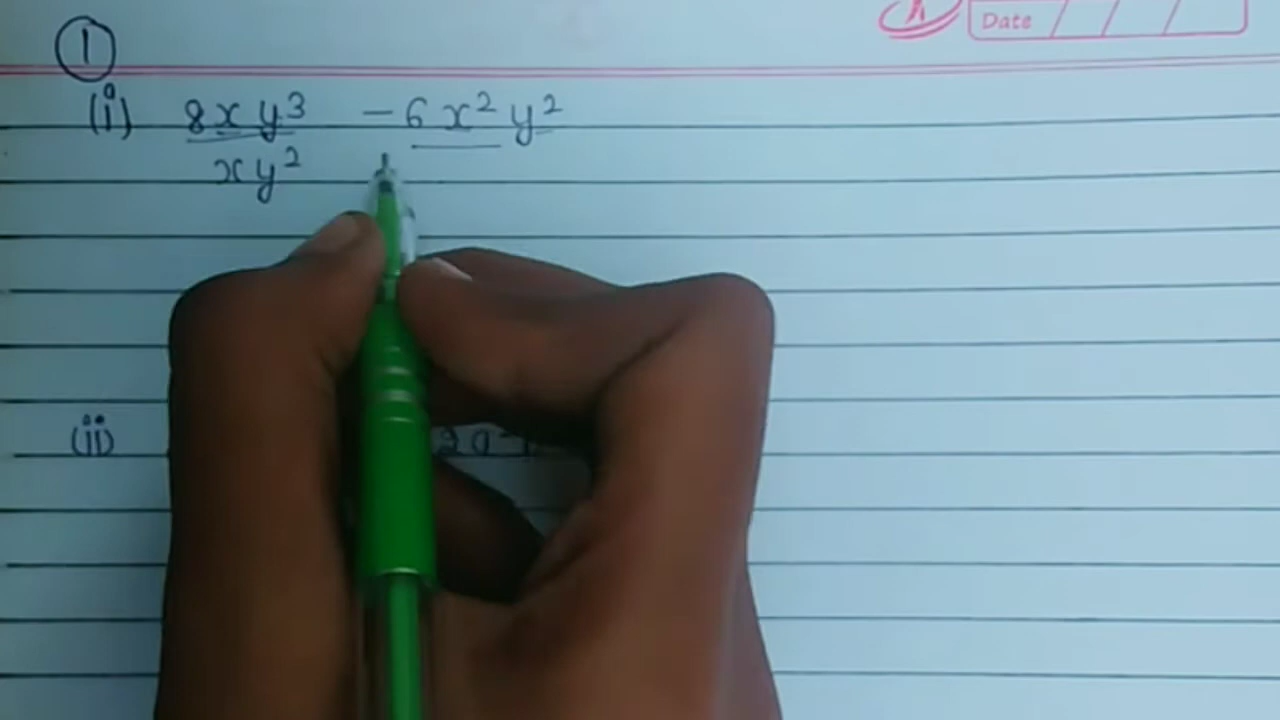 Date
①
(i) 8xy³ - 6x²y²
xy²
(ii)